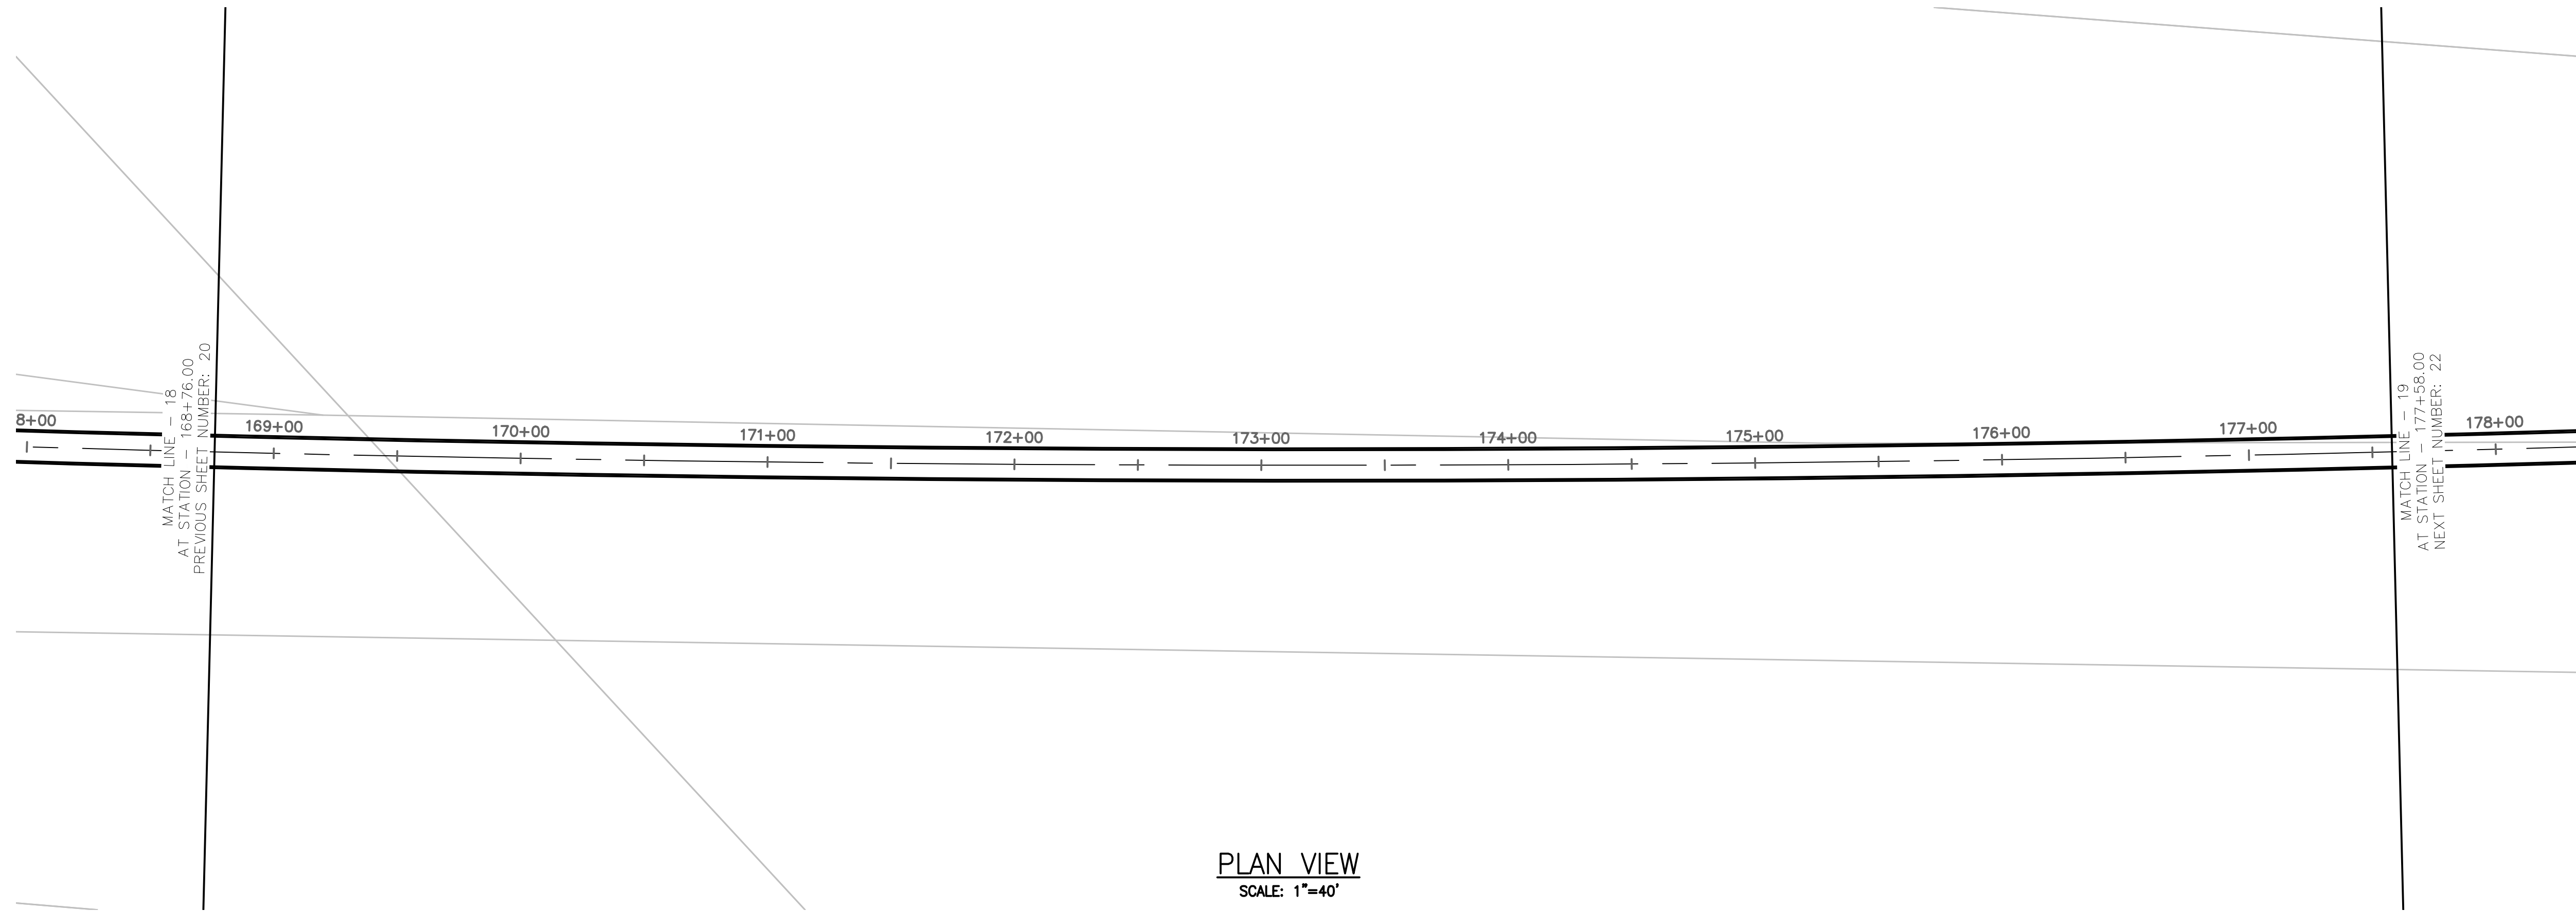 MATCH LINE - 18
AT STATION - 168+76.00
PREVIOUS SHEET NUMBER: 20
8+00
169+00
170+00
171+00
172+00
173+00
174+00
175+00
176+00
177+00
178+00
MATCH LINE - 19
AT STATION - 177+58.00
NEXT SHEET NUMBER: 22
PLAN VIEW
SCALE: 1"=40'